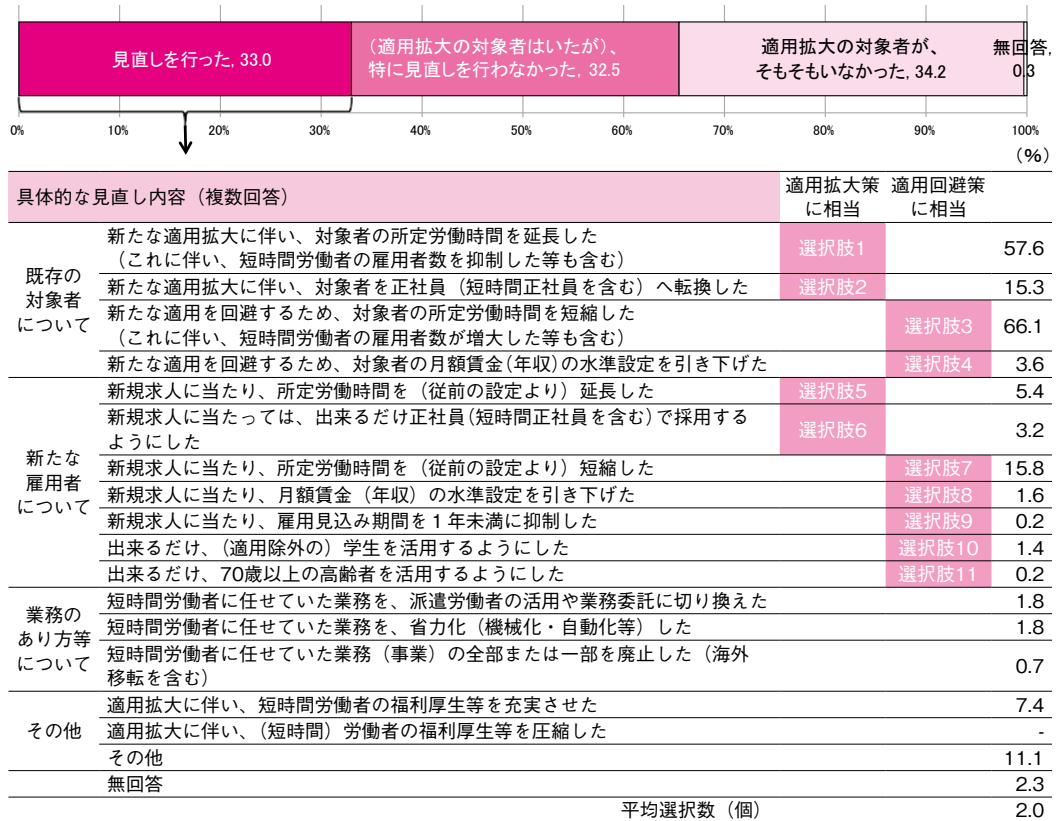 見直しを行った, 33.0
（適用拡大の対象者はいたが）、
特に見直しを行わなかった, 32.5
適用拡大の対象者が、
そもそもいなかった, 34.2
無回答,
0.3
0%
10%
20%
30%
40%
50%
60%
70%
80%
90%
100%
（%）
具体的な見直し内容（複数回答）
適用拡大策
に相当
適用回避策
に相当
既存の
対象者
について
新たな適用拡大に伴い、対象者の所定労働時間を延長した
（これに伴い、短時間労働者の雇用者数を抑制した等も含む）
選択肢1
57.6
新たな適用拡大に伴い、対象者を正社員（短時間正社員を含む）へ転換した
選択肢2
15.3
新たな適用を回避するため、対象者の所定労働時間を短縮した
（これに伴い、短時間労働者の雇用者数が増大した等も含む）
選択肢3
66.1
新たな適用を回避するため、対象者の月額賃金（年収）の水準設定を引き下げた
選択肢4
3.6
新たな
雇用者
について
新規求人に当たり、所定労働時間を（従前の設定より）延長した
選択肢5
5.4
新規求人に当たっては、出来るだけ正社員（短時間正社員を含む）で採用する
ようにした
選択肢6
3.2
新規求人に当たり、所定労働時間を（従前の設定より）短縮した
選択肢7
15.8
新規求人に当たり、月額賃金（年収）の水準設定を引き下げた
選択肢8
1.6
新規求人に当たり、雇用見込み期間を１年未満に抑制した
選択肢9
0.2
出来るだけ、（適用除外の）学生を活用するようにした
選択肢10
1.4
出来るだけ、70歳以上の高齢者を活用するようにした
選択肢11
0.2
業務の
あり方等
について
短時間労働者に任せていた業務を、派遣労働者の活用や業務委託に切り換えた
1.8
短時間労働者に任せていた業務を、省力化（機械化・自動化等）した
1.8
短時間労働者に任せていた業務（事業）の全部または一部を廃止した（海外
移転を含む）
0.7
その他
適用拡大に伴い、短時間労働者の福利厚生等を充実させた
7.4
適用拡大に伴い、（短時間）労働者の福利厚生等を圧縮した
-
その他
11.1
無回答
2.3
平均選択数（個）
2.0